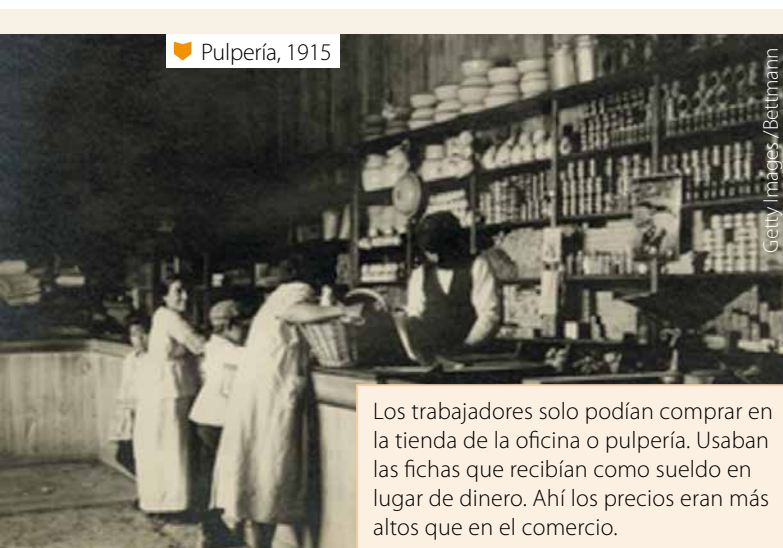 Pulpería, 1915
Getty Images /Bettmann
Los trabajadores solo podían comprar en
la tienda de la oficina o pulpería. Usaban
las fichas que recibían como sueldo en
lugar de dinero. Ahí los precios eran más
altos que en el comercio.